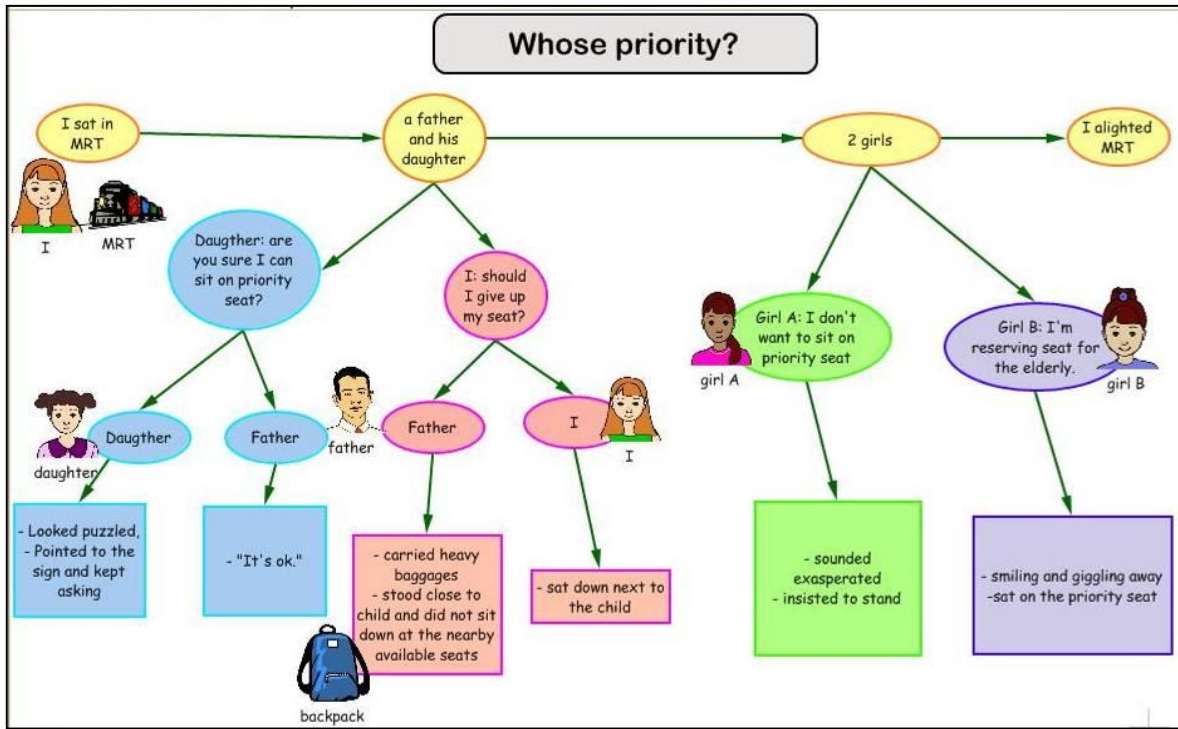 Whose priority?
I sat in
MRT
a father
and his
daughter
2 girls
I alighted
MRT
I
MRT
Daugther: are
you sure I can
sit on priority
seat?
I: should
I give up
my seat?
Girl A: I don't
want to sit on
priority seat
girl A
Girl B: I'm
reserving seat for
the elderly.
girl B
daughter
Daugther
Father
father
Father
I
I
- Looked puzzled,
- Pointed to the
sign and kept
asking
- "It's ok."
- carried heavy
baggages
- stood close to
child and did not sit
down at the nearby
available seats
backpack
- sat down next to
the child
- sounded
exasperated
- insisted to stand
- smiling and giggling away
-sat on the priority seat